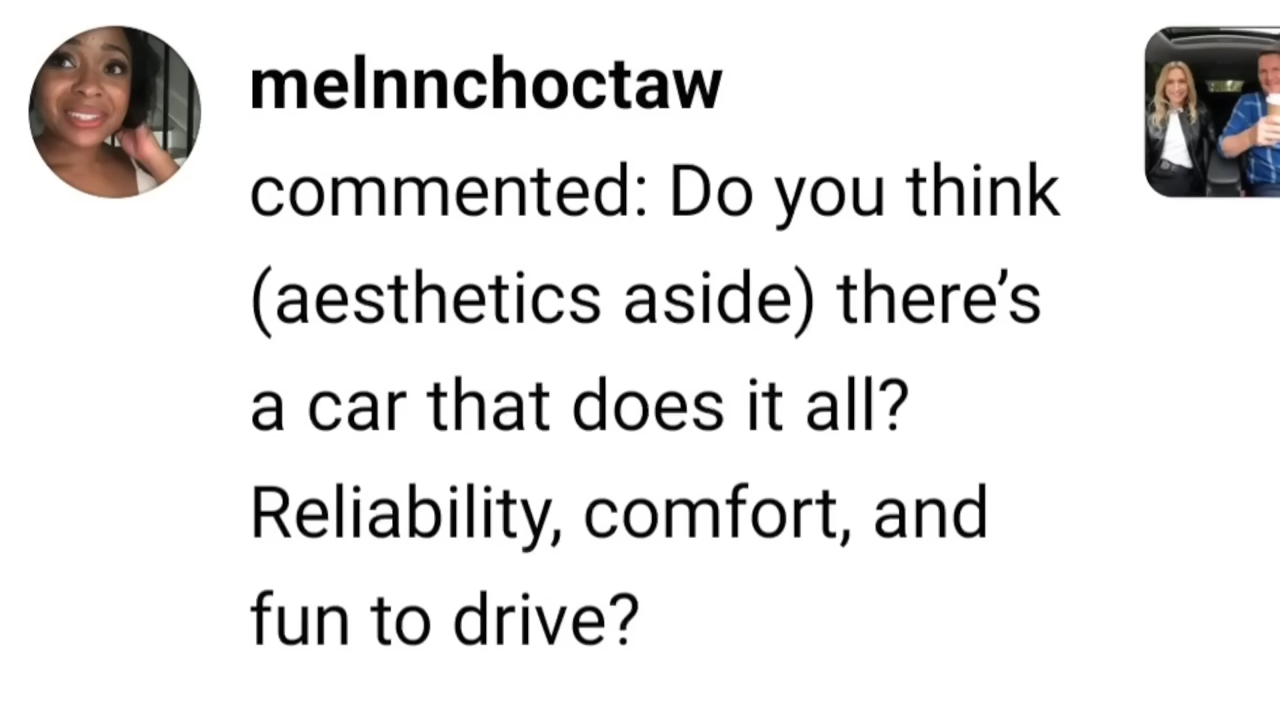 melnnchoctaw
commented: Do you think
(aesthetics aside) there’s
a car that does it all?
Reliability, comfort, and
fun to drive?